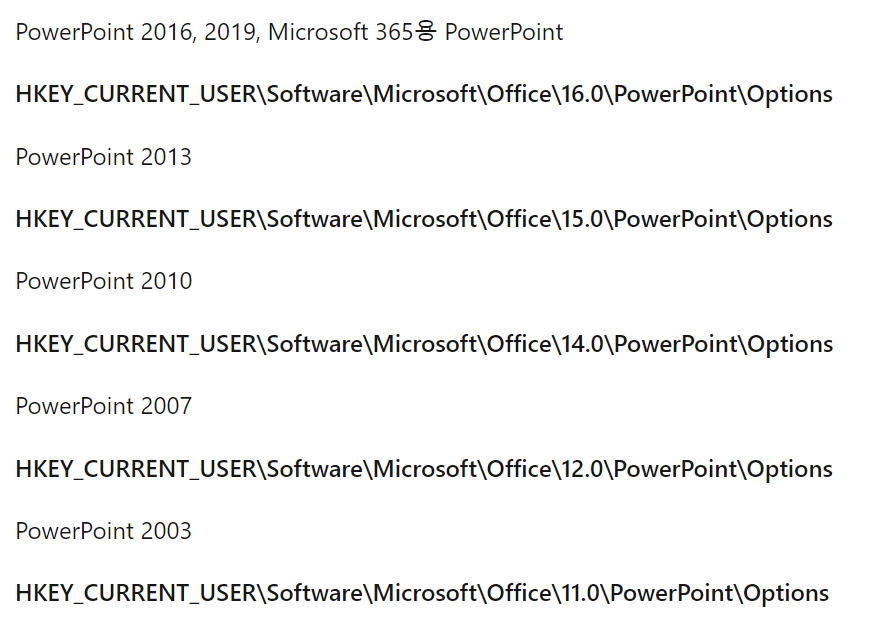 PowerPoint 2016, 2019, Microsoft 365용 PowerPoint
HKEY_CURRENT_USER\Software\Microsoft\Office\16.0\PowerPoint\Options
PowerPoint 2013
HKEY_CURRENT_USER\Software\Microsoft\Office\15.0\PowerPoint\Options
PowerPoint 2010
HKEY_CURRENT_USER\Software\Microsoft\Office\14.0\PowerPoint\Options
PowerPoint 2007
HKEY_CURRENT_USER\Software\Microsoft\Office\12.0\PowerPoint\Options
PowerPoint 2003
HKEY_CURRENT_USER\Software\Microsoft\Office\11.0\PowerPoint\Options